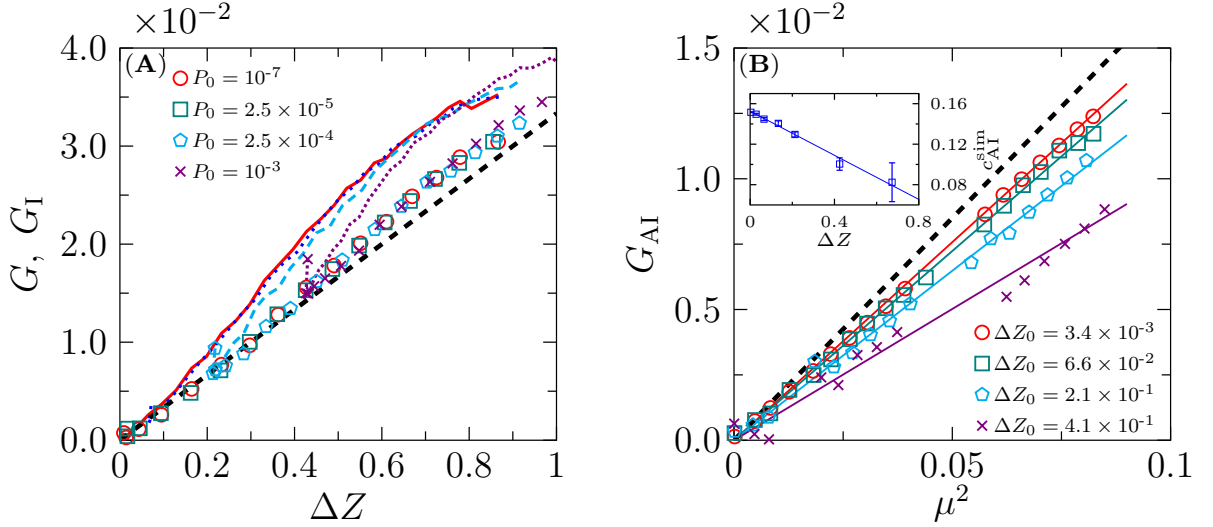 ×10⁻²
(A)
4.0
3.0
2.0
1.0
0.0
G, G_I
P₀ = 10⁻⁷
P₀ = 2.5 × 10⁻⁵
P₀ = 2.5 × 10⁻⁴
P₀ = 10⁻³
0 0.2 0.4 0.6 0.8 1
ΔZ
×10⁻²
(B)
1.5
1.0
0.5
0.0
G_AI
0.16
0.12
0.08
c_AI^sim
0 0.4 0.8
ΔZ
ΔZ₀ = 3.4 × 10⁻³
ΔZ₀ = 6.6 × 10⁻²
ΔZ₀ = 2.1 × 10⁻¹
ΔZ₀ = 4.1 × 10⁻¹
0 0.05 0.1
μ²